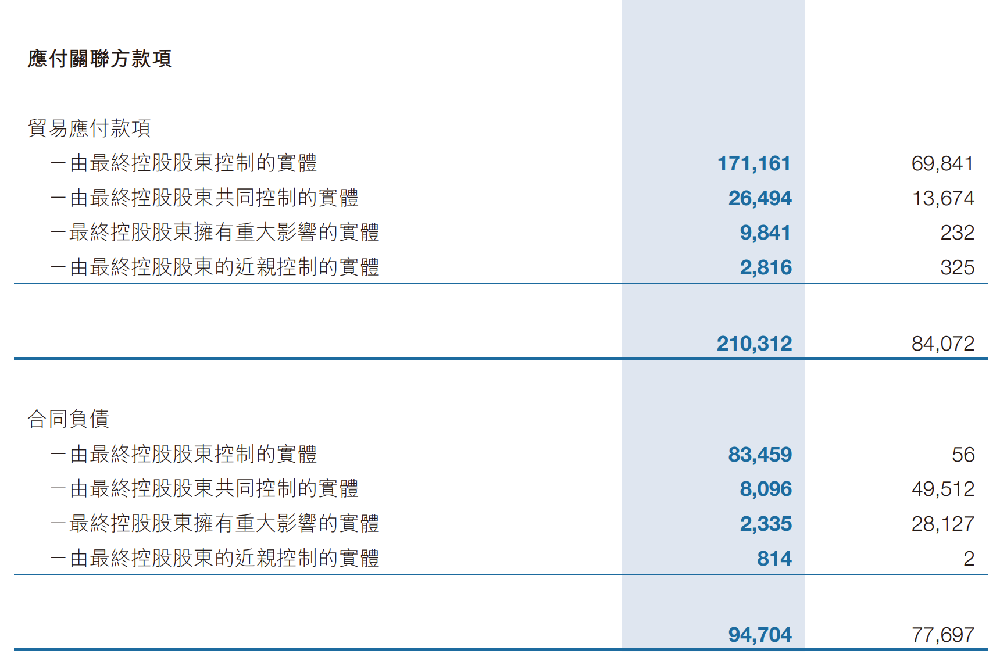 應付關聯方款項
貿易應付款項
－由最終控股股東控制的實體 171,161 69,841
－由最終控股股東共同控制的實體 26,494 13,674
－最終控股股東擁有重大影響的實體 9,841 232
－由最終控股股東的近親控制的實體 2,816 325
210,312 84,072
合同負債
－由最終控股股東控制的實體 83,459 56
－由最終控股股東共同控制的實體 8,096 49,512
－最終控股股東擁有重大影響的實體 2,335 28,127
－由最終控股股東的近親控制的實體 814 2
94,704 77,697